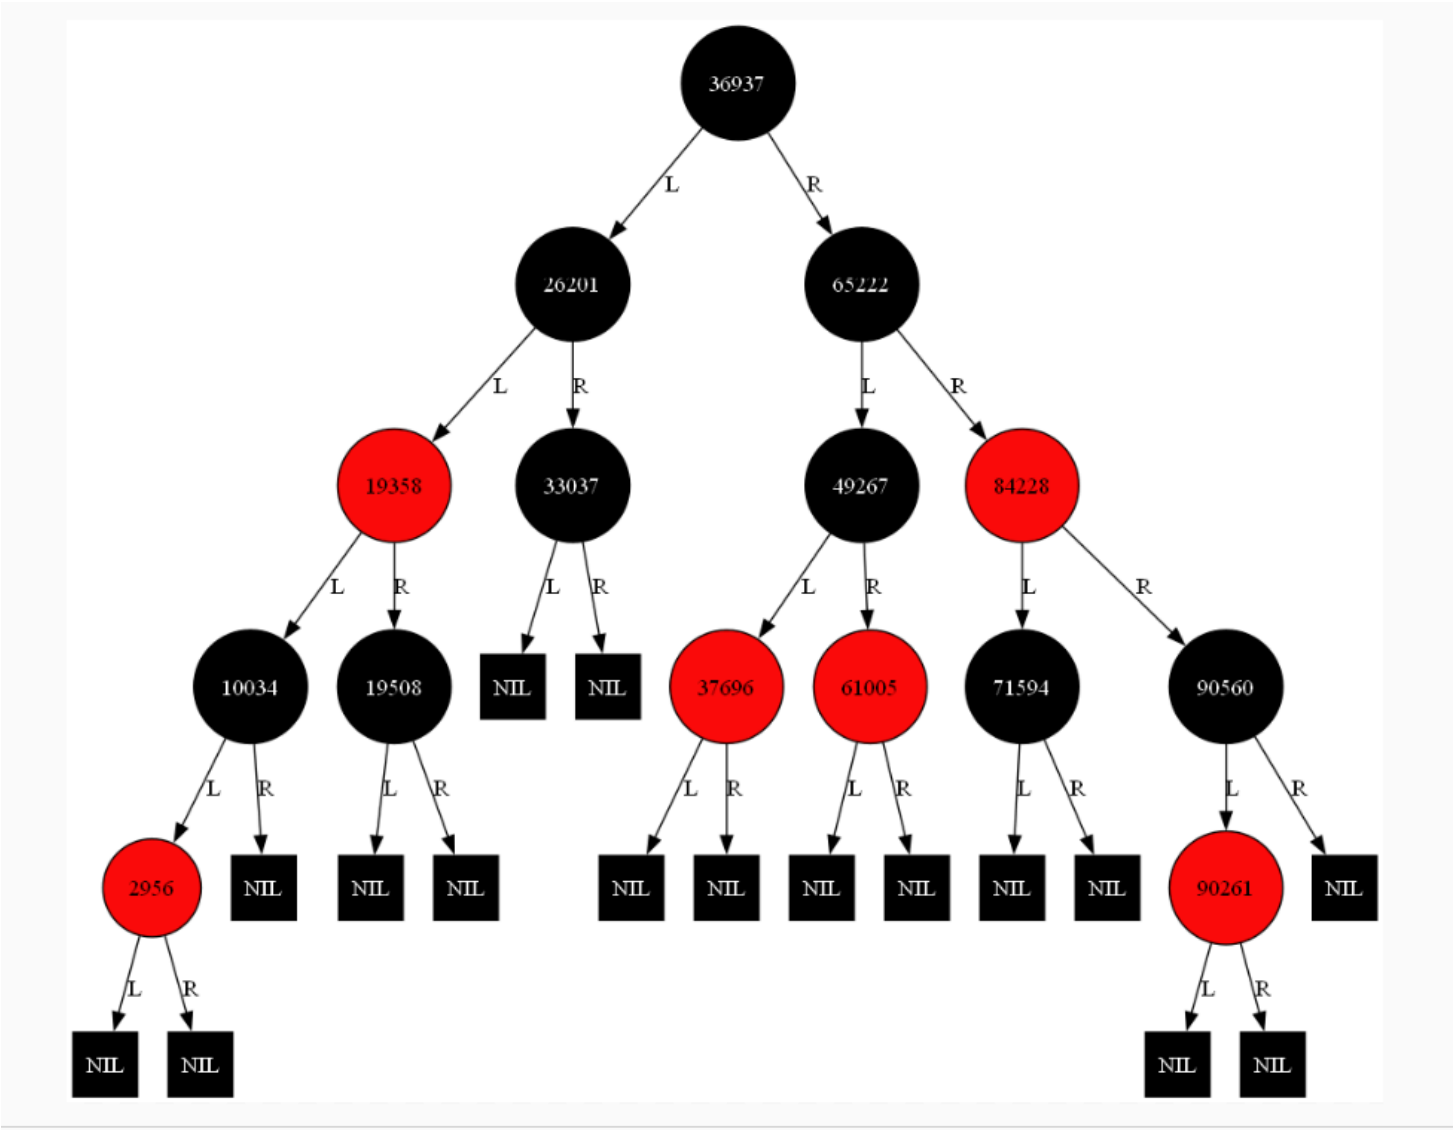 36937
L R
26201 65222
L R L R
19358 33037 49267 84228
L R L R L R L R
10034 19508 NIL NIL 37696 61005 71594 90560
L R L R L R L R L R L R
2956 NIL NIL NIL NIL NIL NIL NIL NIL NIL 90261 NIL
L R L R
NIL NIL NIL NIL